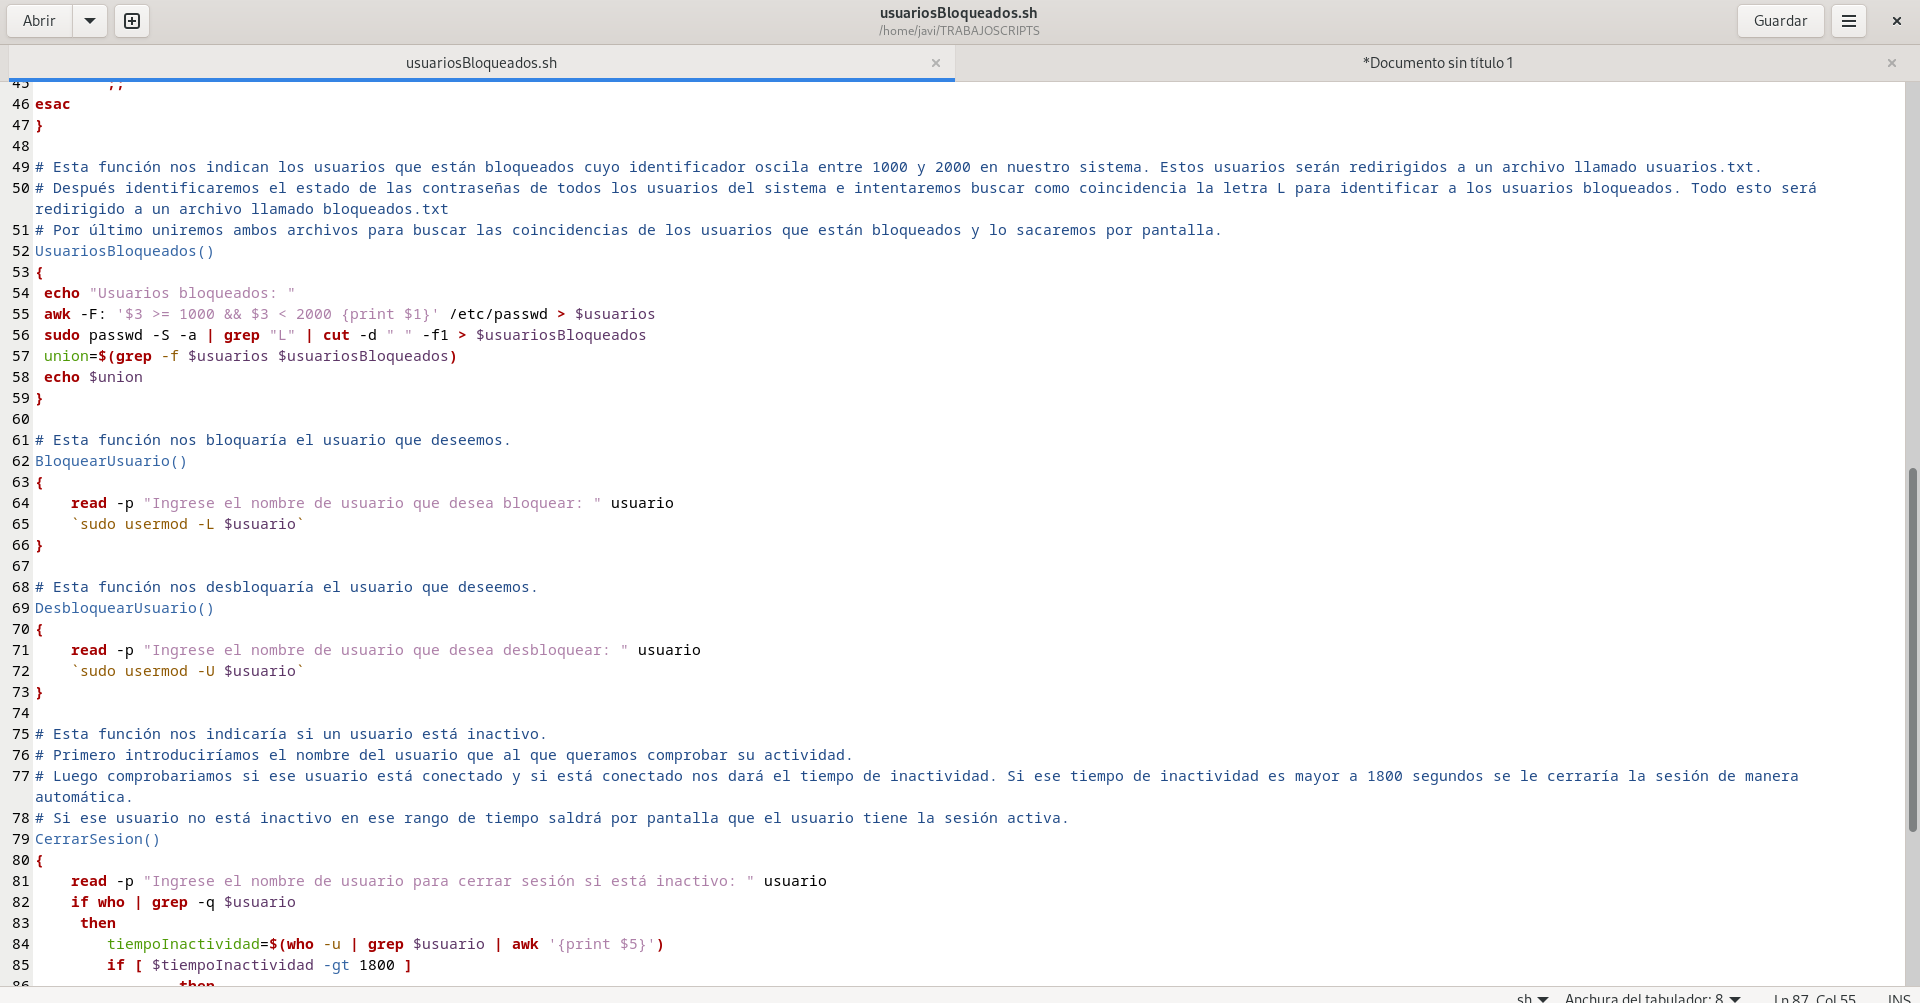 Abrir
usuariosBloqueados.sh
/home/javi/TRABAJOSCRIPTS
Guardar
usuariosBloqueados.sh
*Documento sin título 1
45 ;;
46 esac
47 }
48
49 # Esta función nos indican los usuarios que están bloqueados cuyo identificador oscila entre 1000 y 2000 en nuestro sistema. Estos usuarios serán redirigidos a un archivo llamado usuarios.txt.
50 # Después identificaremos el estado de las contraseñas de todos los usuarios del sistema e intentaremos buscar como coincidencia la letra L para identificar a los usuarios bloqueados. Todo esto será
redirigido a un archivo llamado bloqueados.txt
51 # Por último uniremos ambos archivos para buscar las coincidencias de los usuarios que están bloqueados y lo sacaremos por pantalla.
52 UsuariosBloqueados()
53 {
54 echo "Usuarios bloqueados: "
55 awk -F: '$3 >= 1000 && $3 < 2000 {print $1}' /etc/passwd > $usuarios
56 sudo passwd -S -a | grep "L" | cut -d " " -f1 > $usuariosBloqueados
57 union=$(grep -f $usuarios $usuariosBloqueados)
58 echo $union
59 }
60
61 # Esta función nos bloquaría el usuario que deseemos.
62 BloquearUsuario()
63 {
64 read -p "Ingrese el nombre de usuario que desea bloquear: " usuario
65 `sudo usermod -L $usuario`
66 }
67
68 # Esta función nos desbloquaría el usuario que deseemos.
69 DesbloquearUsuario()
70 {
71 read -p "Ingrese el nombre de usuario que desea desbloquear: " usuario
72 `sudo usermod -U $usuario`
73 }
74
75 # Esta función nos indicaría si un usuario está inactivo.
76 # Primero introduciríamos el nombre del usuario que al que queramos comprobar su actividad.
77 # Luego comprobariamos si ese usuario está conectado y si está conectado nos dará el tiempo de inactividad. Si ese tiempo de inactividad es mayor a 1800 segundos se le cerraría la sesión de manera
automática.
78 # Si ese usuario no está inactivo en ese rango de tiempo saldrá por pantalla que el usuario tiene la sesión activa.
79 CerrarSesion()
80 {
81 read -p "Ingrese el nombre de usuario para cerrar sesión si está inactivo: " usuario
82 if who | grep -q $usuario
83 then
84 tiempoInactividad=$(who -u | grep $usuario | awk '{print $5}')
85 if [ $tiempoInactividad -gt 1800 ]
86 then
sh Anchura del tabulador: 8 Ln 87, Col 55 INS